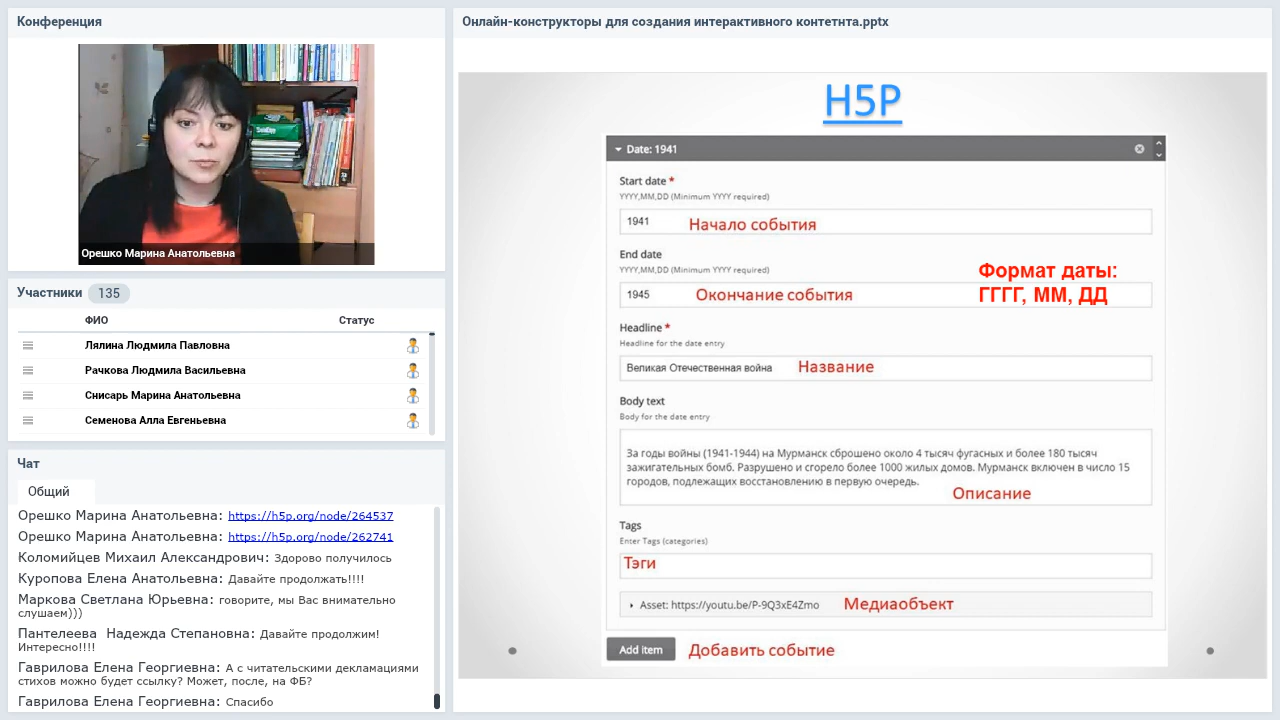 Конференция
Орешко Марина Анатольевна
Участники 135
ФИО Статус
Лялина Людмила Павловна
Рачкова Людмила Васильевна
Снисарь Марина Анатольевна
Семенова Алла Евгеньевна
Чат
Общий
Орешко Марина Анатольевна: https://h5p.org/node/264537
Орешко Марина Анатольевна: https://h5p.org/node/262741
Коломийцев Михаил Александрович: Здорово получилось
Куропова Елена Анатольевна: Давайте продолжать!!!!
Маркова Светлана Юрьевна: говорите, мы Вас внимательно
слушаем)))
Пантелеева Надежда Степановна: Давайте продолжим!
Интересно!!!!
Гаврилова Елена Георгиевна: А с читательскими декламациями
стихов можно будет ссылку? Может, после, на ФБ?
Гаврилова Елена Георгиевна: Спасибо
Онлайн-конструкторы для создания интерактивного контетнта.pptx
H5P
Date: 1941
Start date *
YYYY,MM,DD (Minimum YYYY required)
1941 Начало события
End date
YYYY,MM,DD (Minimum YYYY required)
1945 Окончание события
Формат даты:
ГГГГ, ММ, ДД
Headline *
Headline for the date entry
Великая Отечественная война Название
Body text
Body for the date entry
За годы войны (1941-1944) на Мурманск сброшено около 4 тысяч фугасных и более 180 тысяч
зажигательных бомб. Разрушено и сгорело более 1000 жилых домов. Мурманск включен в число 15
городов, подлежащих восстановлению в первую очередь.
Описание
Tags
Enter Tags (categories)
Тэги
Asset: https://youtu.be/P-9Q3xE4Zmo Медиаобъект
Add item Добавить событие